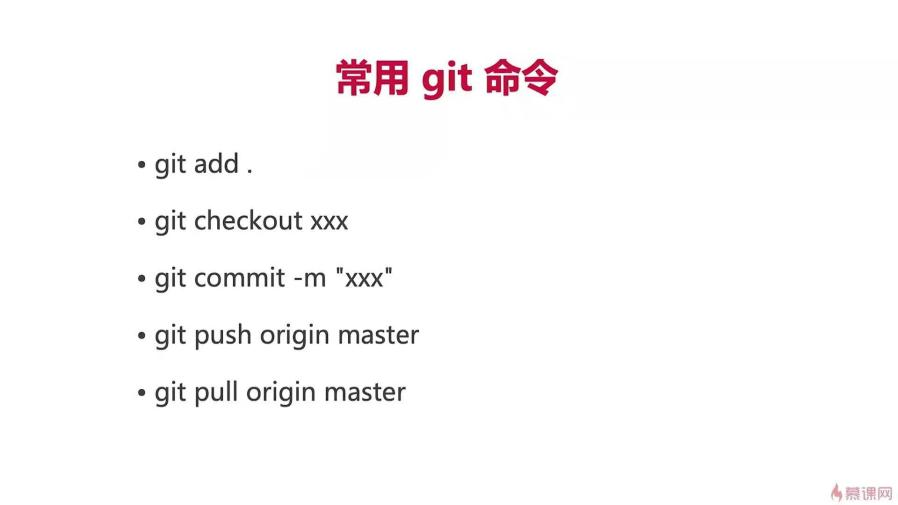 常用 git 命令
• git add .
• git checkout xxx
• git commit -m "xxx"
• git push origin master
• git pull origin master
慕课网